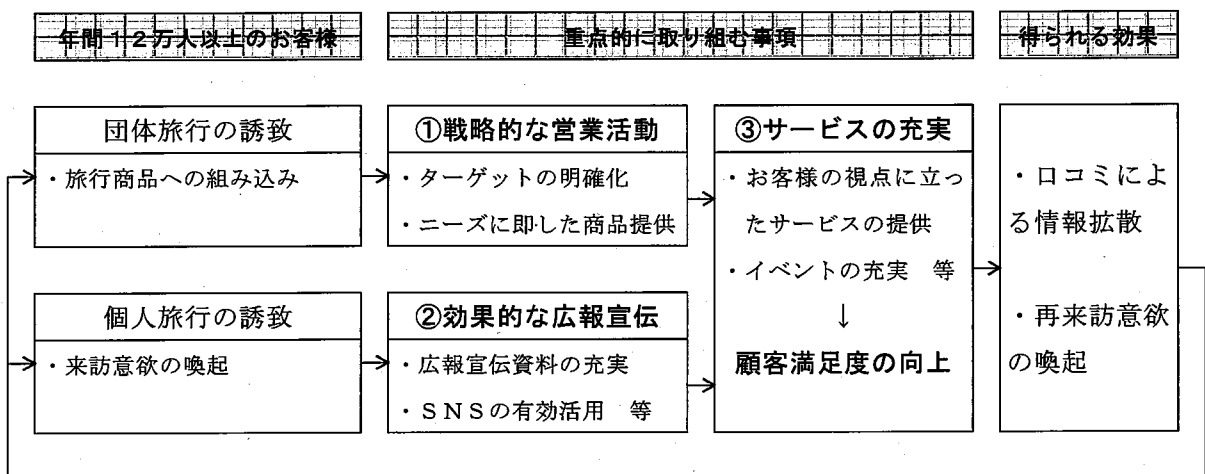 年間12万人以上のお客様
重点的に取り組む事項
得られる効果
団体旅行の誘致
・旅行商品への組み込み
個人旅行の誘致
・来訪意欲の喚起
①戦略的な営業活動
・ターゲットの明確化
・ニーズに即した商品提供
②効果的な広報宣伝
・広報宣伝資料の充実
・SNSの有効活用 等
③サービスの充実
・お客様の視点に立っ
たサービスの提供
・イベントの充実 等
↓
顧客満足度の向上
・口コミによ
る情報拡散
・再来訪意欲
の喚起